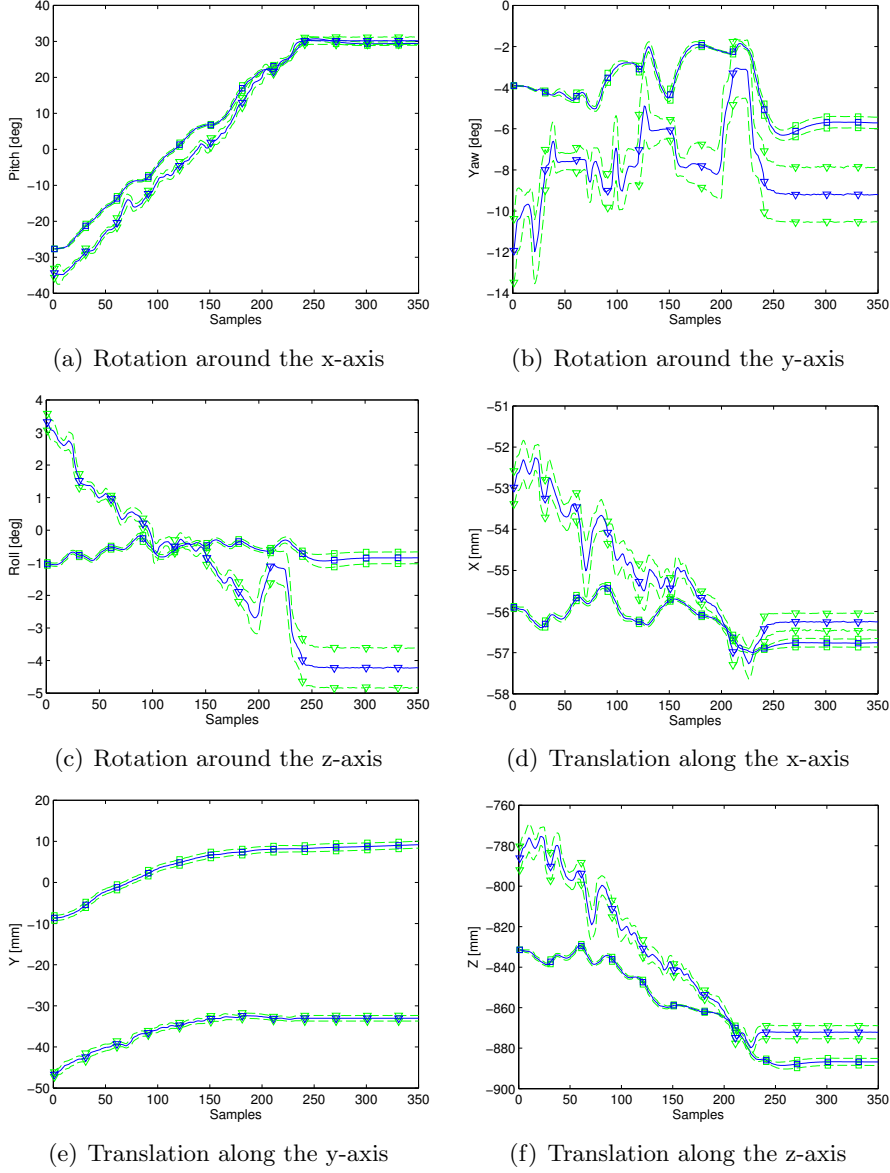 40
30
20
10
0
−10
−20
−30
−40
Pitch [deg]
0 50 100 150 200 250 300 350
Samples
(a) Rotation around the x-axis
0
−2
−4
−6
−8
−10
−12
−14
Yaw [deg]
0 50 100 150 200 250 300 350
Samples
(b) Rotation around the y-axis
4
3
2
1
0
−1
−2
−3
−4
−5
Roll [deg]
0 50 100 150 200 250 300 350
Samples
(c) Rotation around the z-axis
−51
−52
−53
−54
−55
−56
−57
−58
X [mm]
0 50 100 150 200 250 300 350
Samples
(d) Translation along the x-axis
20
10
0
−10
−20
−30
−40
−50
Y [mm]
0 50 100 150 200 250 300 350
Samples
(e) Translation along the y-axis
−760
−780
−800
−820
−840
−860
−880
−900
Z [mm]
0 50 100 150 200 250 300 350
Samples
(f) Translation along the z-axis